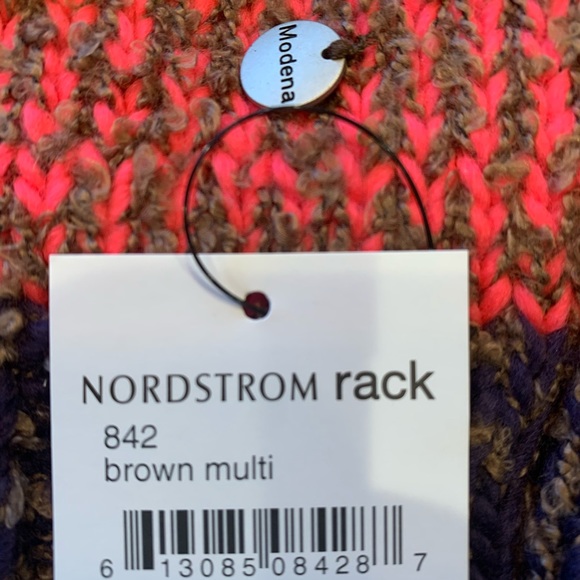 Modena
NORDSTROM rack
842
brown multi
6 13085 08428 7